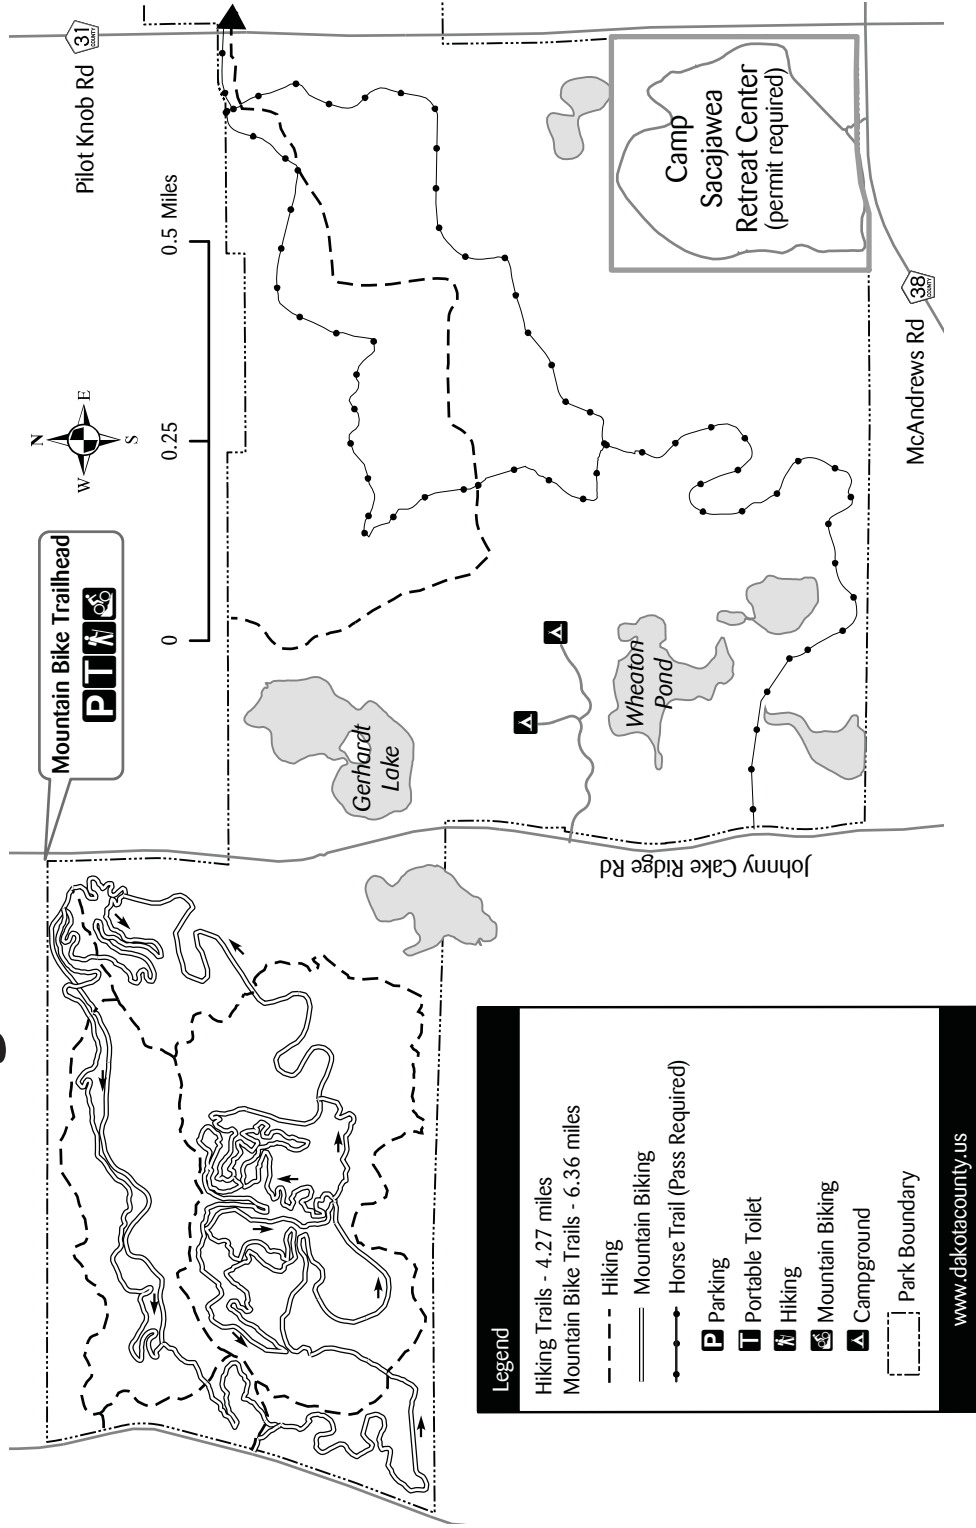 Mountain Bike Trailhead
P T
N
W E
S
0 0.25 0.5 Miles
Pilot Knob Rd
31
COUNTY
Gerhardt
Lake
Wheaton
Pond
Johnny Cake Ridge Rd
Camp
Sacajawea
Retreat Center
(permit required)
McAndrews Rd
38
COUNTY
Legend
Hiking Trails - 4.27 miles
Mountain Bike Trails - 6.36 miles
Hiking
Mountain Biking
Horse Trail (Pass Required)
P Parking
T Portable Toilet
Hiking
Mountain Biking
Campground
Park Boundary
www.dakotacounty.us